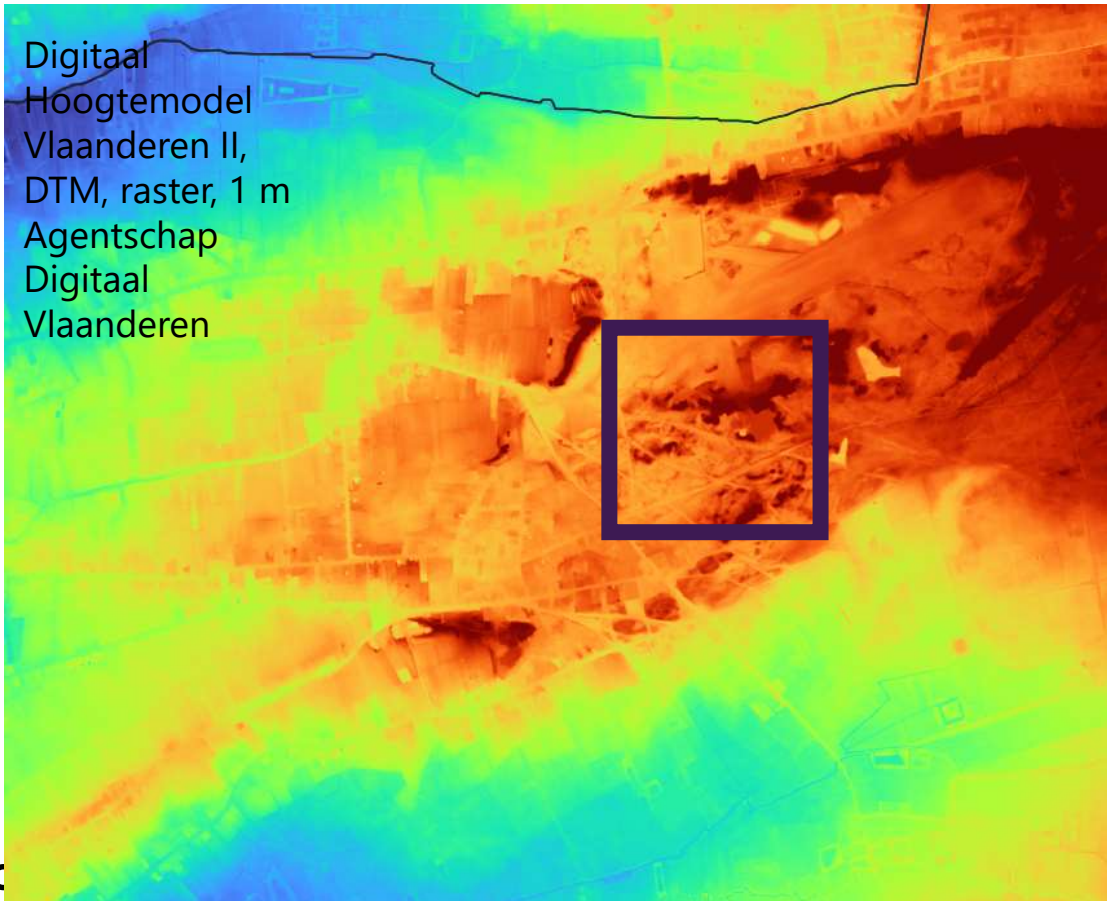 Digitaal
Hoogtemodel
Vlaanderen II,
DTM, raster, 1 m
Agentschap
Digitaal
Vlaanderen